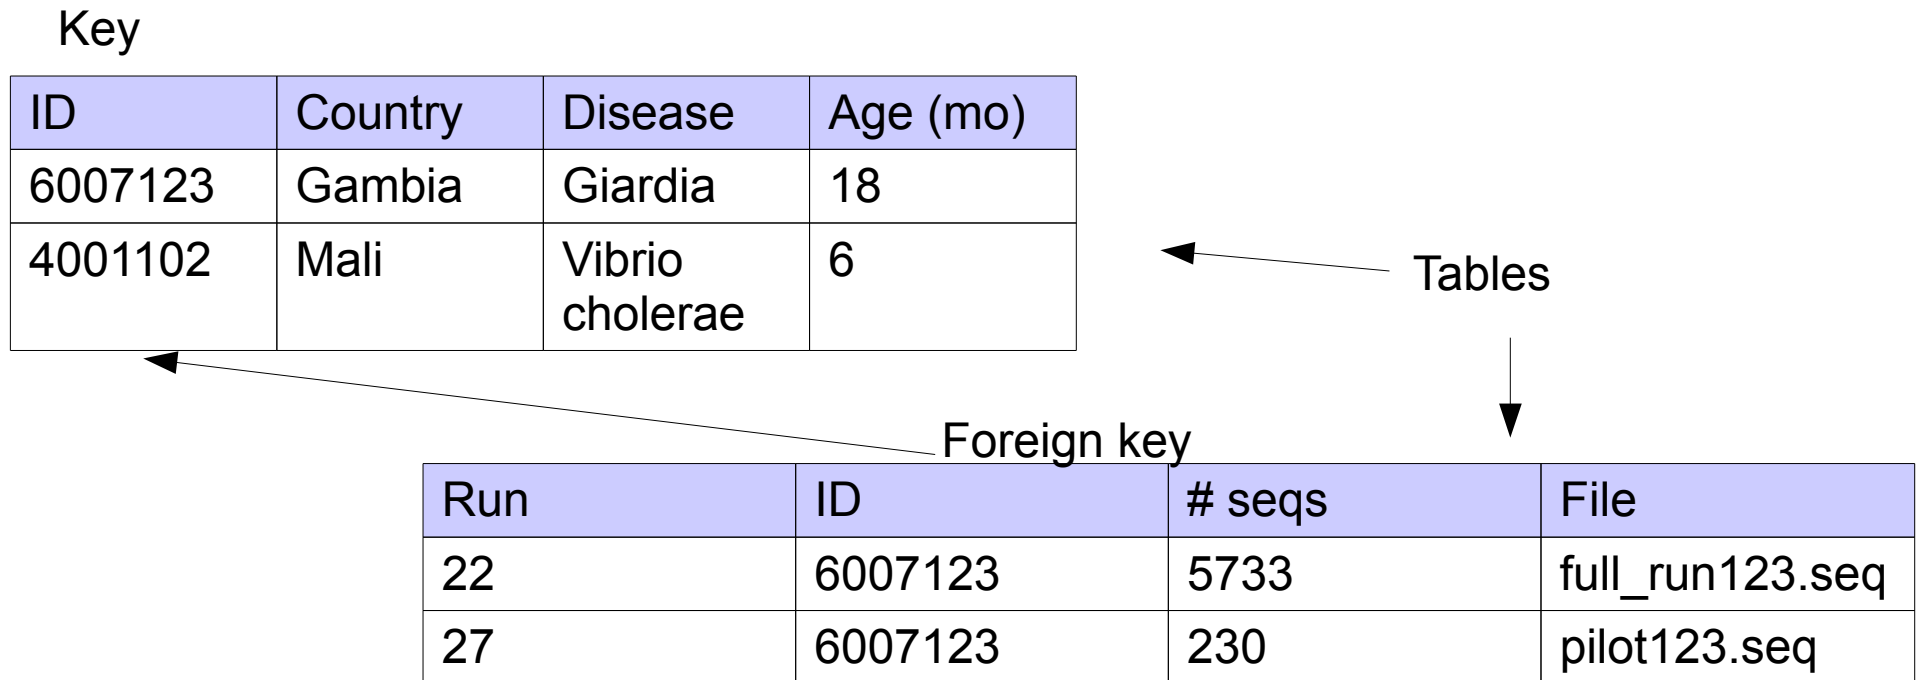 Key
ID Country Disease Age (mo)
6007123 Gambia Giardia 18
4001102 Mali Vibrio cholerae 6
Tables
Foreign key
Run ID # seqs File
22 6007123 5733 full_run123.seq
27 6007123 230 pilot123.seq